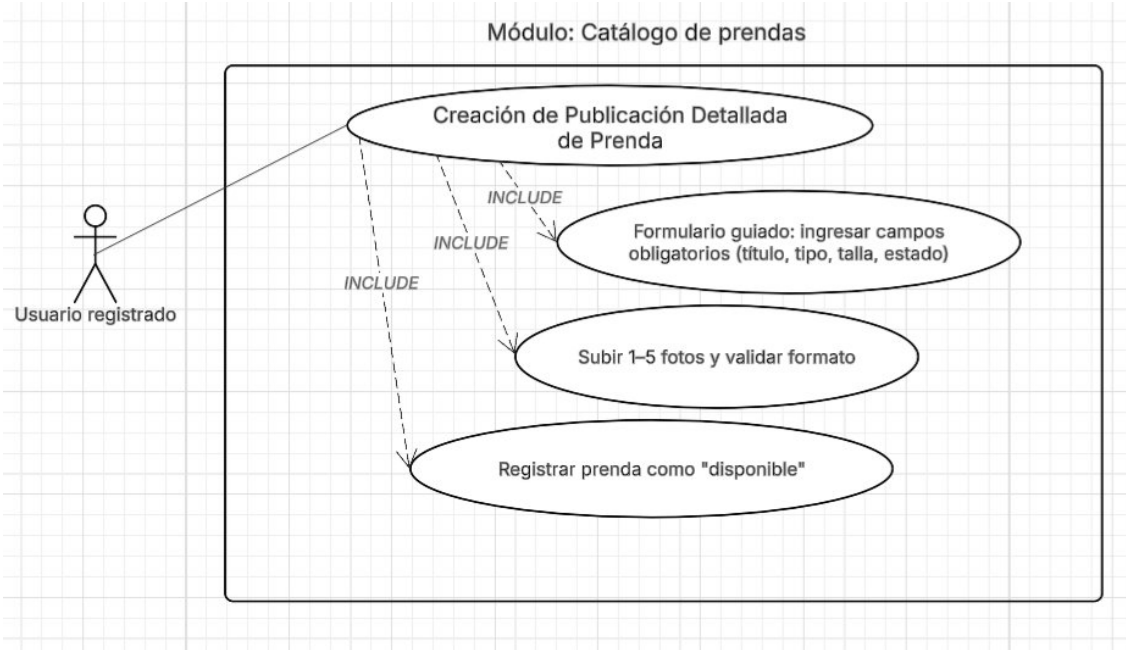 Módulo: Catálogo de prendas
Creación de Publicación Detallada
de Prenda
INCLUDE
Formulario guiado: ingresar campos
obligatorios (título, tipo, talla, estado)
INCLUDE
INCLUDE
Usuario registrado
Subir 1–5 fotos y validar formato
Registrar prenda como "disponible"